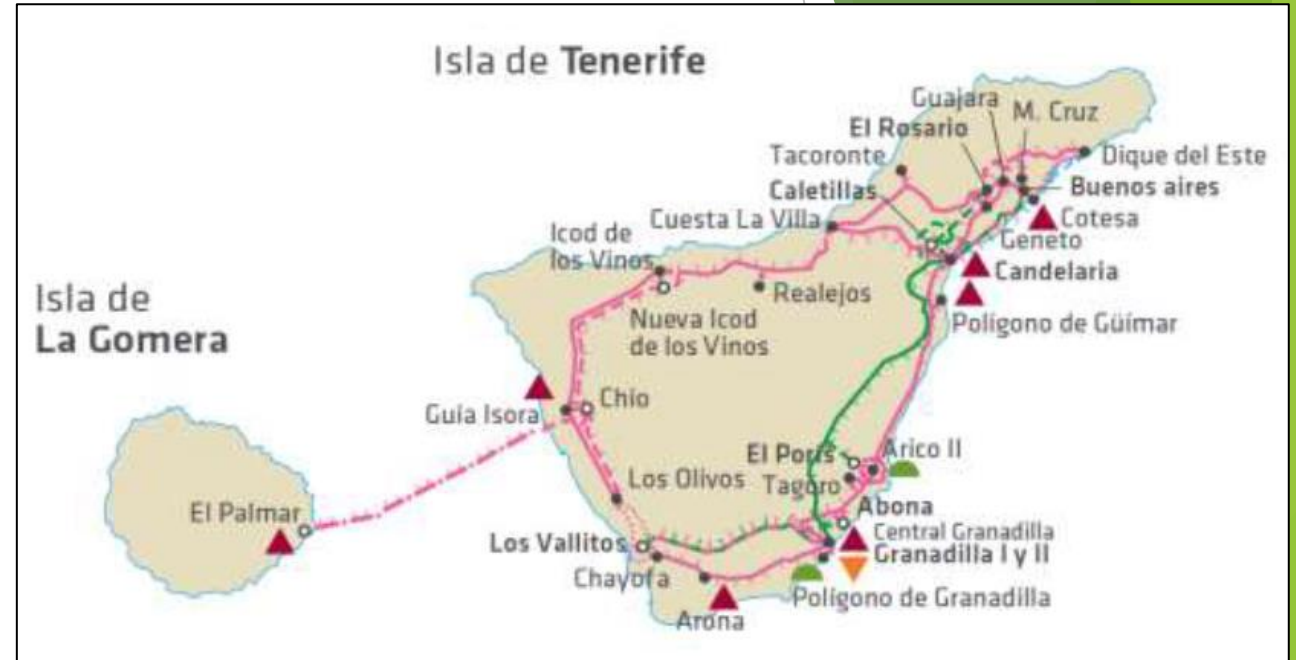 Isla de Tenerife
Guajara
M. Cruz
El Rosario
Tacoronte
Dique del Este
Caletillas
Buenos aires
Cuesta La Villa
Cotesa
Icod de
los Vinos
Geneto
Candelaria
Isla de
La Gomera
Realejos
Nueva Icod
de los Vinos
Polígono de Güímar
Chio
Guia Isora
El Porís
Arico II
Los Olivos
Tagoro
El Palmar
Abona
Central Granadilla
Los Vallitos
Granadilla I y II
Chayofa
Polígono de Granadilla
Arona